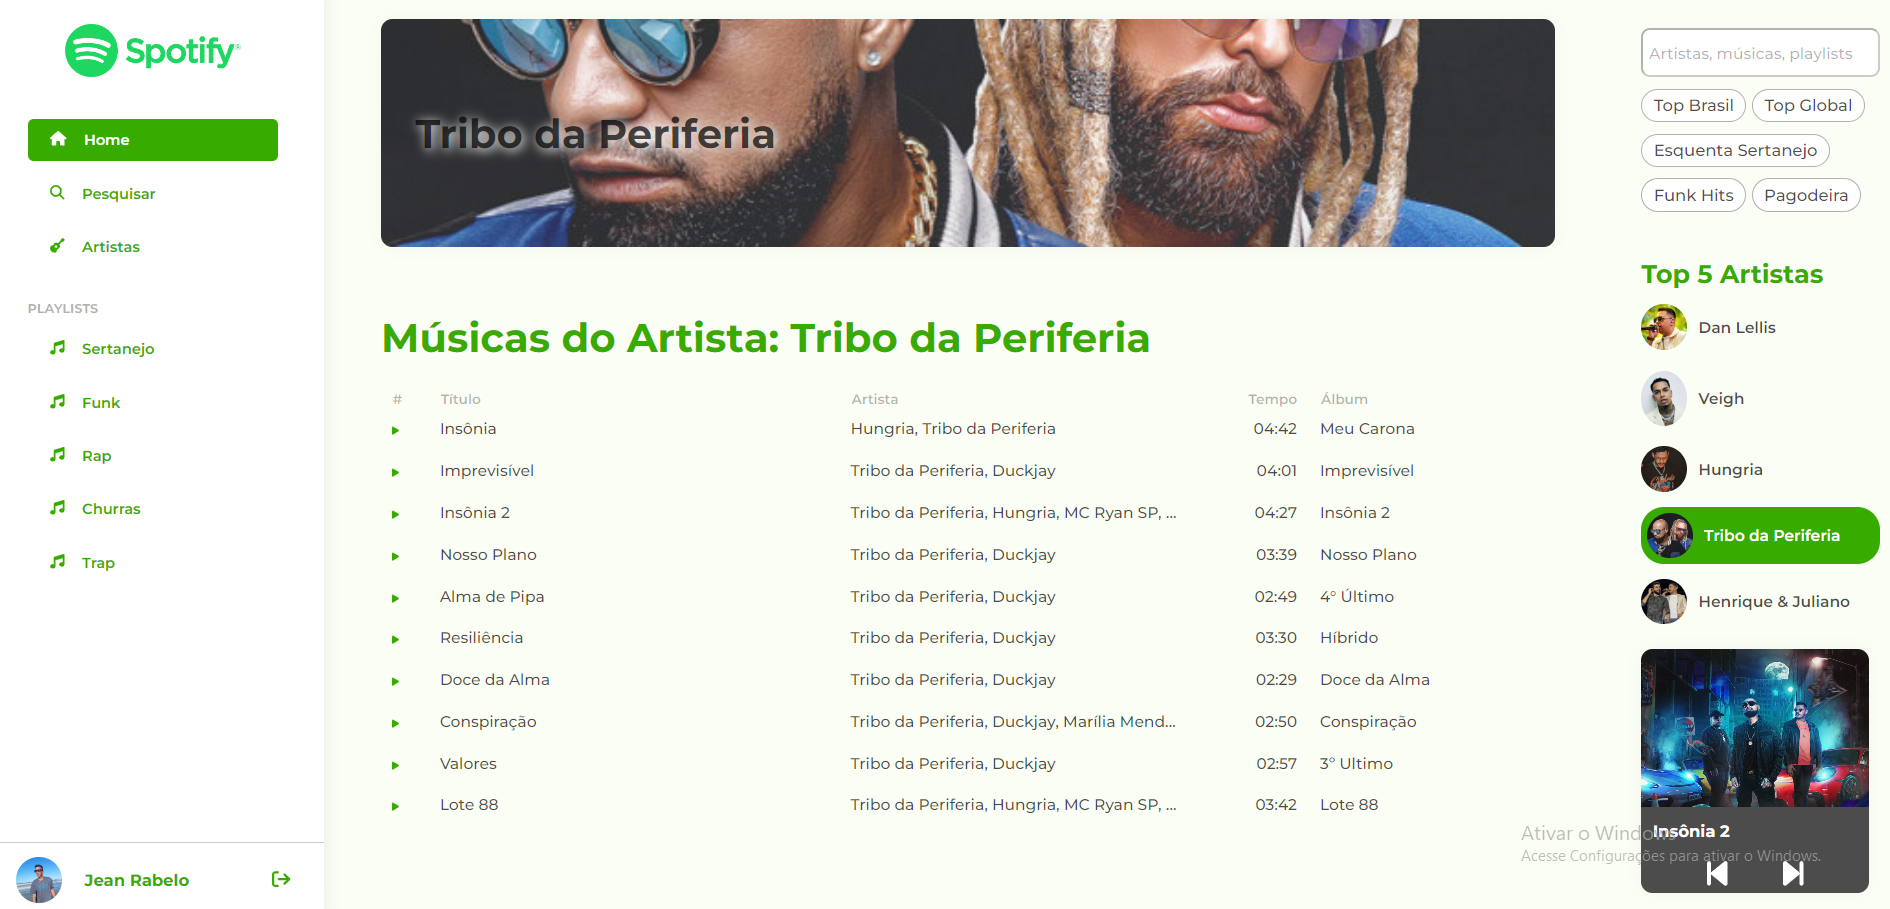 Spotify®
Home
Pesquisar
Artistas
PLAYLISTS
Sertanejo
Funk
Rap
Churras
Trap
Jean Rabelo
Tribo da Periferia
Músicas do Artista: Tribo da Periferia
# Título Artista Tempo Álbum
Insônia Hungria, Tribo da Periferia 04:42 Meu Carona
Imprevisível Tribo da Periferia, Duckjay 04:01 Imprevisível
Insônia 2 Tribo da Periferia, Hungria, MC Ryan SP, ... 04:27 Insônia 2
Nosso Plano Tribo da Periferia, Duckjay 03:39 Nosso Plano
Alma de Pipa Tribo da Periferia, Duckjay 02:49 4° Último
Resiliência Tribo da Periferia, Duckjay 03:30 Híbrido
Doce da Alma Tribo da Periferia, Duckjay 02:29 Doce da Alma
Conspiração Tribo da Periferia, Duckjay, Marília Mend... 02:50 Conspiração
Valores Tribo da Periferia, Duckjay 02:57 3° Ultimo
Lote 88 Tribo da Periferia, Hungria, MC Ryan SP, ... 03:42 Lote 88
Artistas, músicas, playlists
Top Brasil Top Global
Esquenta Sertanejo
Funk Hits Pagodeira
Top 5 Artistas
Dan Lellis
Veigh
Hungria
Tribo da Periferia
Henrique & Juliano
Insônia 2
Ativar o Windows
Acesse Configurações para ativar o Windows.